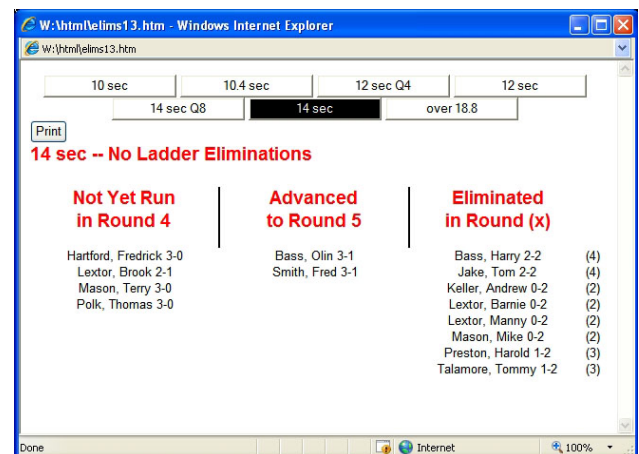 W:\html\elims13.htm - Windows Internet Explorer
W:\html\elims13.htm
10 sec 10.4 sec 12 sec Q4 12 sec
14 sec Q8 14 sec over 18.8
Print
14 sec -- No Ladder Eliminations
Not Yet Run
in Round 4
Hartford, Fredrick 3-0
Lextor, Brook 2-1
Mason, Terry 3-0
Polk, Thomas 3-0
Advanced
to Round 5
Bass, Olin 3-1
Smith, Fred 3-1
Eliminated
in Round (x)
Bass, Harry 2-2 (4)
Jake, Tom 2-2 (4)
Keller, Andrew 0-2 (2)
Lextor, Barnie 0-2 (2)
Lextor, Manny 0-2 (2)
Mason, Mike 0-2 (2)
Preston, Harold 1-2 (3)
Talamore, Tommy 1-2 (3)
Done Internet 100%